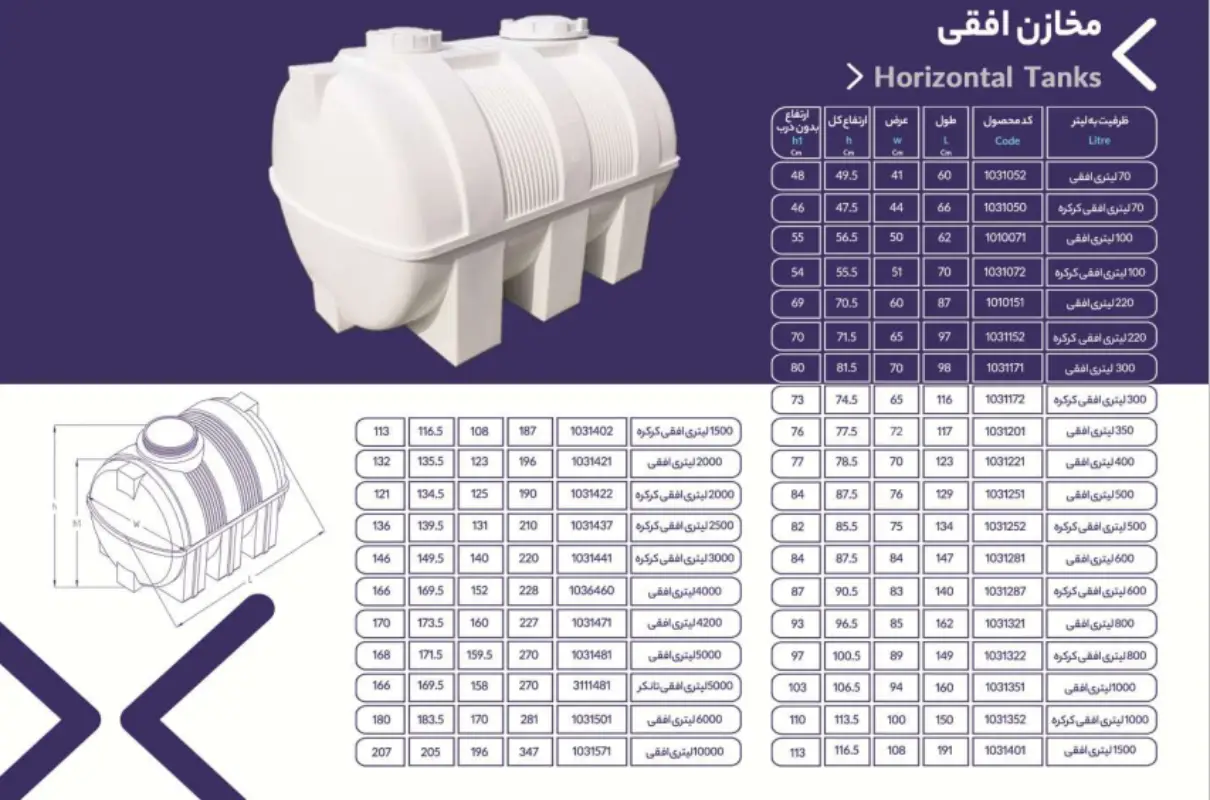 مخازن افقی
Horizontal Tanks
ظرفیت به لیتر کد محصول طول عرض ارتفاع کل ارتفاع بدون درب
Litre Code L w h h1
Cm Cm Cm Cm
70 لیتری افقی 1031052 60 41 49.5 48
70 لیتری افقی کرکره 1031050 66 44 47.5 46
100 لیتری افقی 1010071 62 50 56.5 55
100 لیتری افقی کرکره 1031072 70 51 55.5 54
220 لیتری افقی 1010151 87 60 70.5 69
220 لیتری افقی کرکره 1031152 97 65 71.5 70
300 لیتری افقی 1031171 98 70 81.5 80
300 لیتری افقی کرکره 1031172 116 65 74.5 73
350 لیتری افقی 1031201 117 72 77.5 76
400 لیتری افقی 1031221 123 70 78.5 77
500 لیتری افقی 1031251 129 76 87.5 84
500 لیتری افقی کرکره 1031252 134 75 85.5 82
600 لیتری افقی 1031281 147 84 87.5 84
600 لیتری افقی کرکره 1031287 140 83 90.5 87
800 لیتری افقی 1031321 162 85 96.5 93
800 لیتری افقی کرکره 1031322 149 89 100.5 97
1000 لیتری افقی 1031351 160 94 106.5 103
1000 لیتری افقی کرکره 1031352 150 100 113.5 110
1500 لیتری افقی 1031401 191 108 116.5 113
1500 لیتری افقی کرکره 1031402 187 108 116.5 113
2000 لیتری افقی 1031421 196 123 135.5 132
2000 لیتری افقی کرکره 1031422 190 125 134.5 121
2500 لیتری افقی کرکره 1031437 210 131 139.5 136
3000 لیتری افقی کرکره 1031441 220 140 149.5 146
4000 لیتری افقی 1036460 228 152 169.5 166
4200 لیتری افقی 1031471 227 160 173.5 170
5000 لیتری افقی 1031481 270 159.5 171.5 168
5000 لیتری افقی تانکر 3111481 270 158 169.5 166
6000 لیتری افقی 1031501 281 170 183.5 180
10000 لیتری افقی 1031571 347 196 205 207
h
h1
w
L